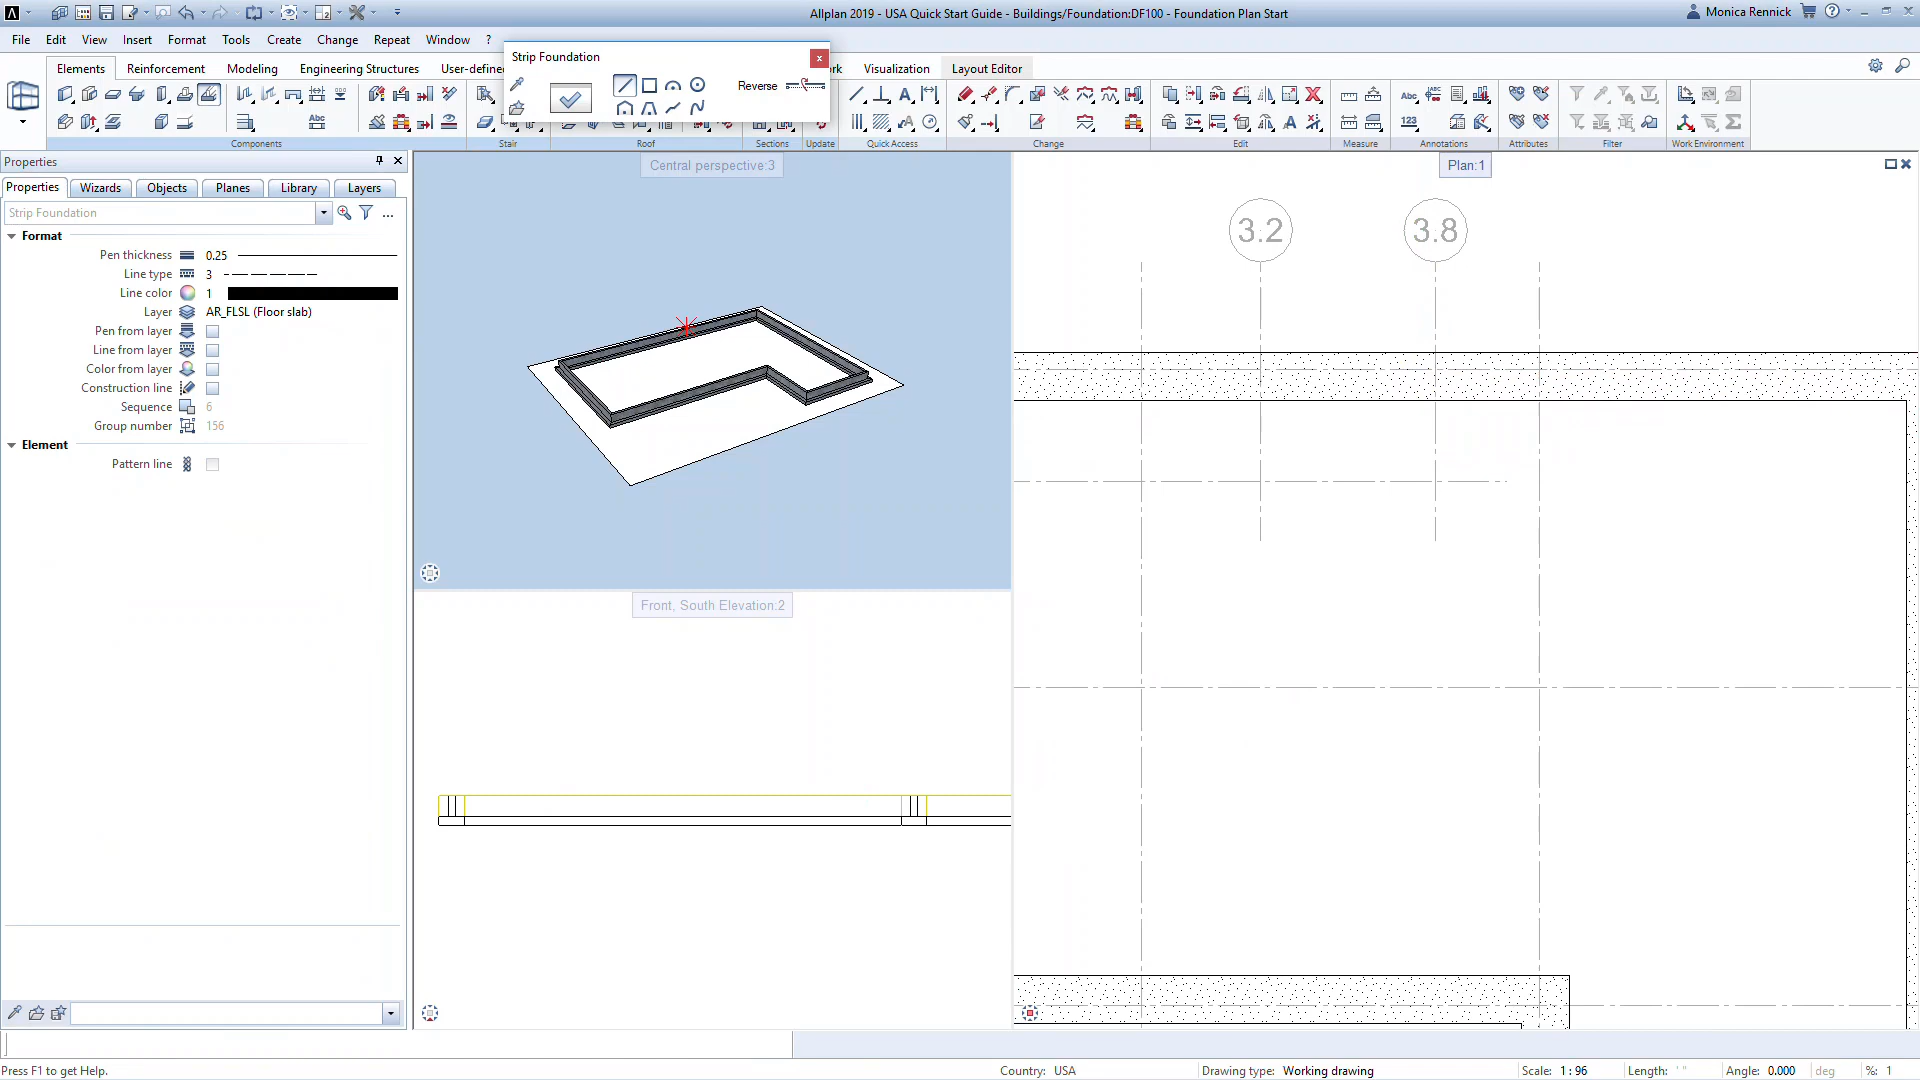 Allplan 2019 - USA Quick Start Guide - Buildings/Foundation:DF100 - Foundation Plan Start
Monica Rennick
File Edit View Insert Format Tools Create Change Repeat Window ?
Strip Foundation
Elements Reinforcement Modeling Engineering Structures Visualization Layout Editor
Reverse
Components Stair Roof Sections Update Quick Access Change Edit Measure Annotations Attributes Filter Work Environment
Properties
Properties Wizards Objects Planes Library Layers
Strip Foundation
Format
Pen thickness 0.25
Line type 3
Line color 1
Layer AR_FLSL (Floor slab)
Pen from layer
Line from layer
Color from layer
Construction line
Sequence 6
Group number 156
Element
Pattern line
Central perspective:3
Front, South Elevation:2
Plan:1
3.2
3.8
Press F1 to get Help.
Country: USA
Drawing type: Working drawing
Scale: 1 : 96
Length: ' "
Angle: 0.000 deg
%: 1